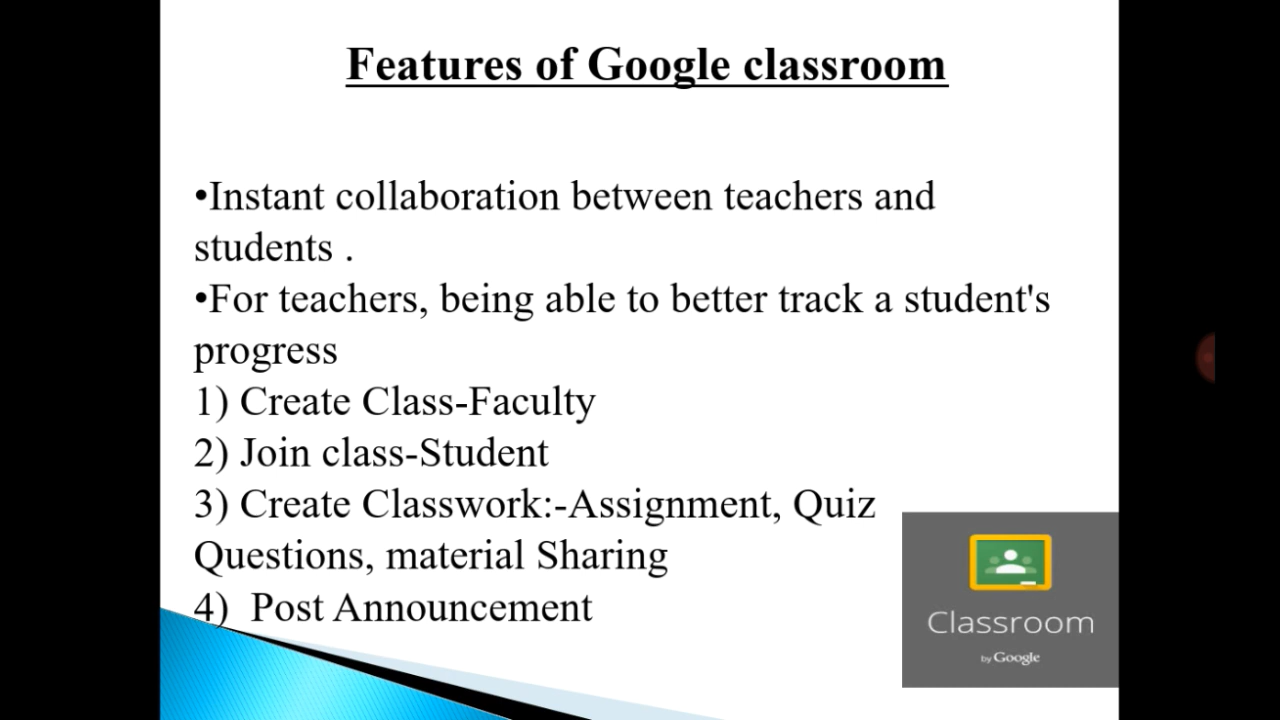 Features of Google classroom
•Instant collaboration between teachers and
students .
•For teachers, being able to better track a student's
progress
1) Create Class-Faculty
2) Join class-Student
3) Create Classwork:-Assignment, Quiz
Questions, material Sharing
4)  Post Announcement
Classroom
by Google